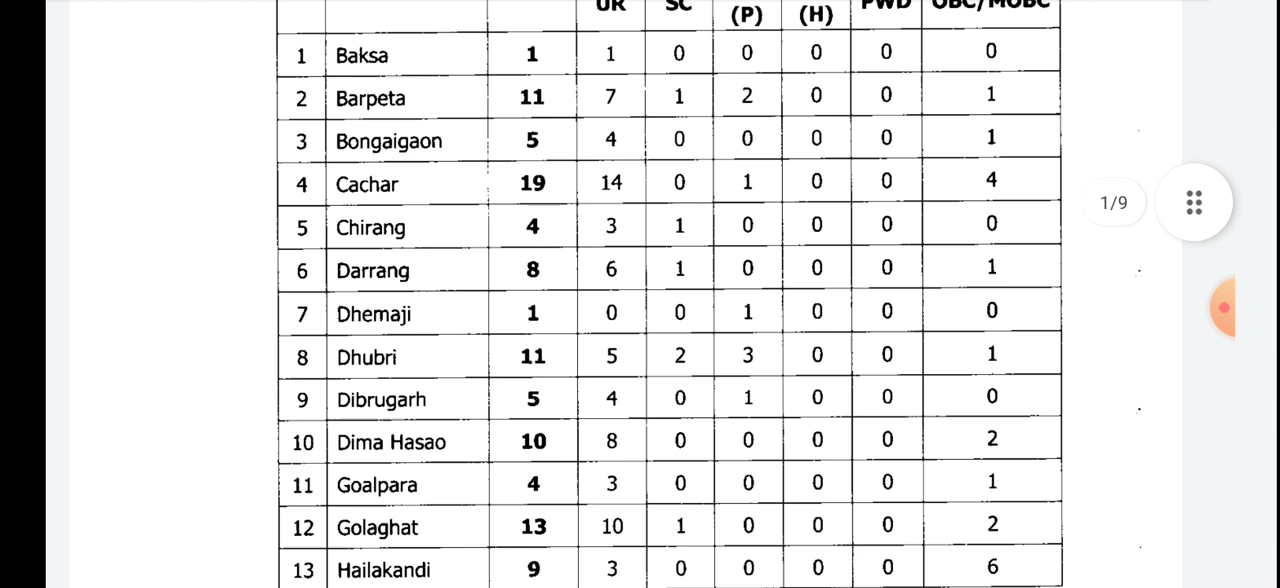 UR SC (P) (H) PWD OBC/MOBC
1 Baksa 1 1 0 0 0 0 0
2 Barpeta 11 7 1 2 0 0 1
3 Bongaigaon 5 4 0 0 0 0 1
4 Cachar 19 14 0 1 0 0 4
5 Chirang 4 3 1 0 0 0 0
6 Darrang 8 6 1 0 0 0 1
7 Dhemaji 1 0 0 1 0 0 0
8 Dhubri 11 5 2 3 0 0 1
9 Dibrugarh 5 4 0 1 0 0 0
10 Dima Hasao 10 8 0 0 0 0 2
11 Goalpara 4 3 0 0 0 0 1
12 Golaghat 13 10 1 0 0 0 2
13 Hailakandi 9 3 0 0 0 0 6
1/9